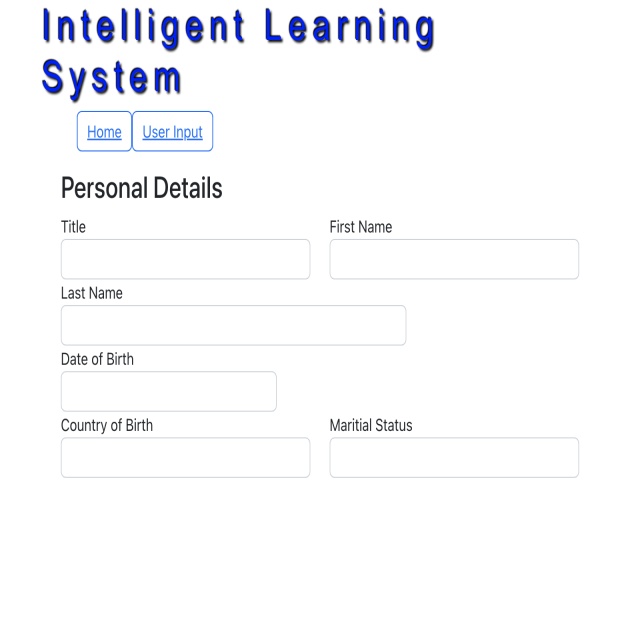 Intelligent Learning
System
Home User Input
Personal Details
Title First Name
Last Name
Date of Birth
Country of Birth Maritial Status